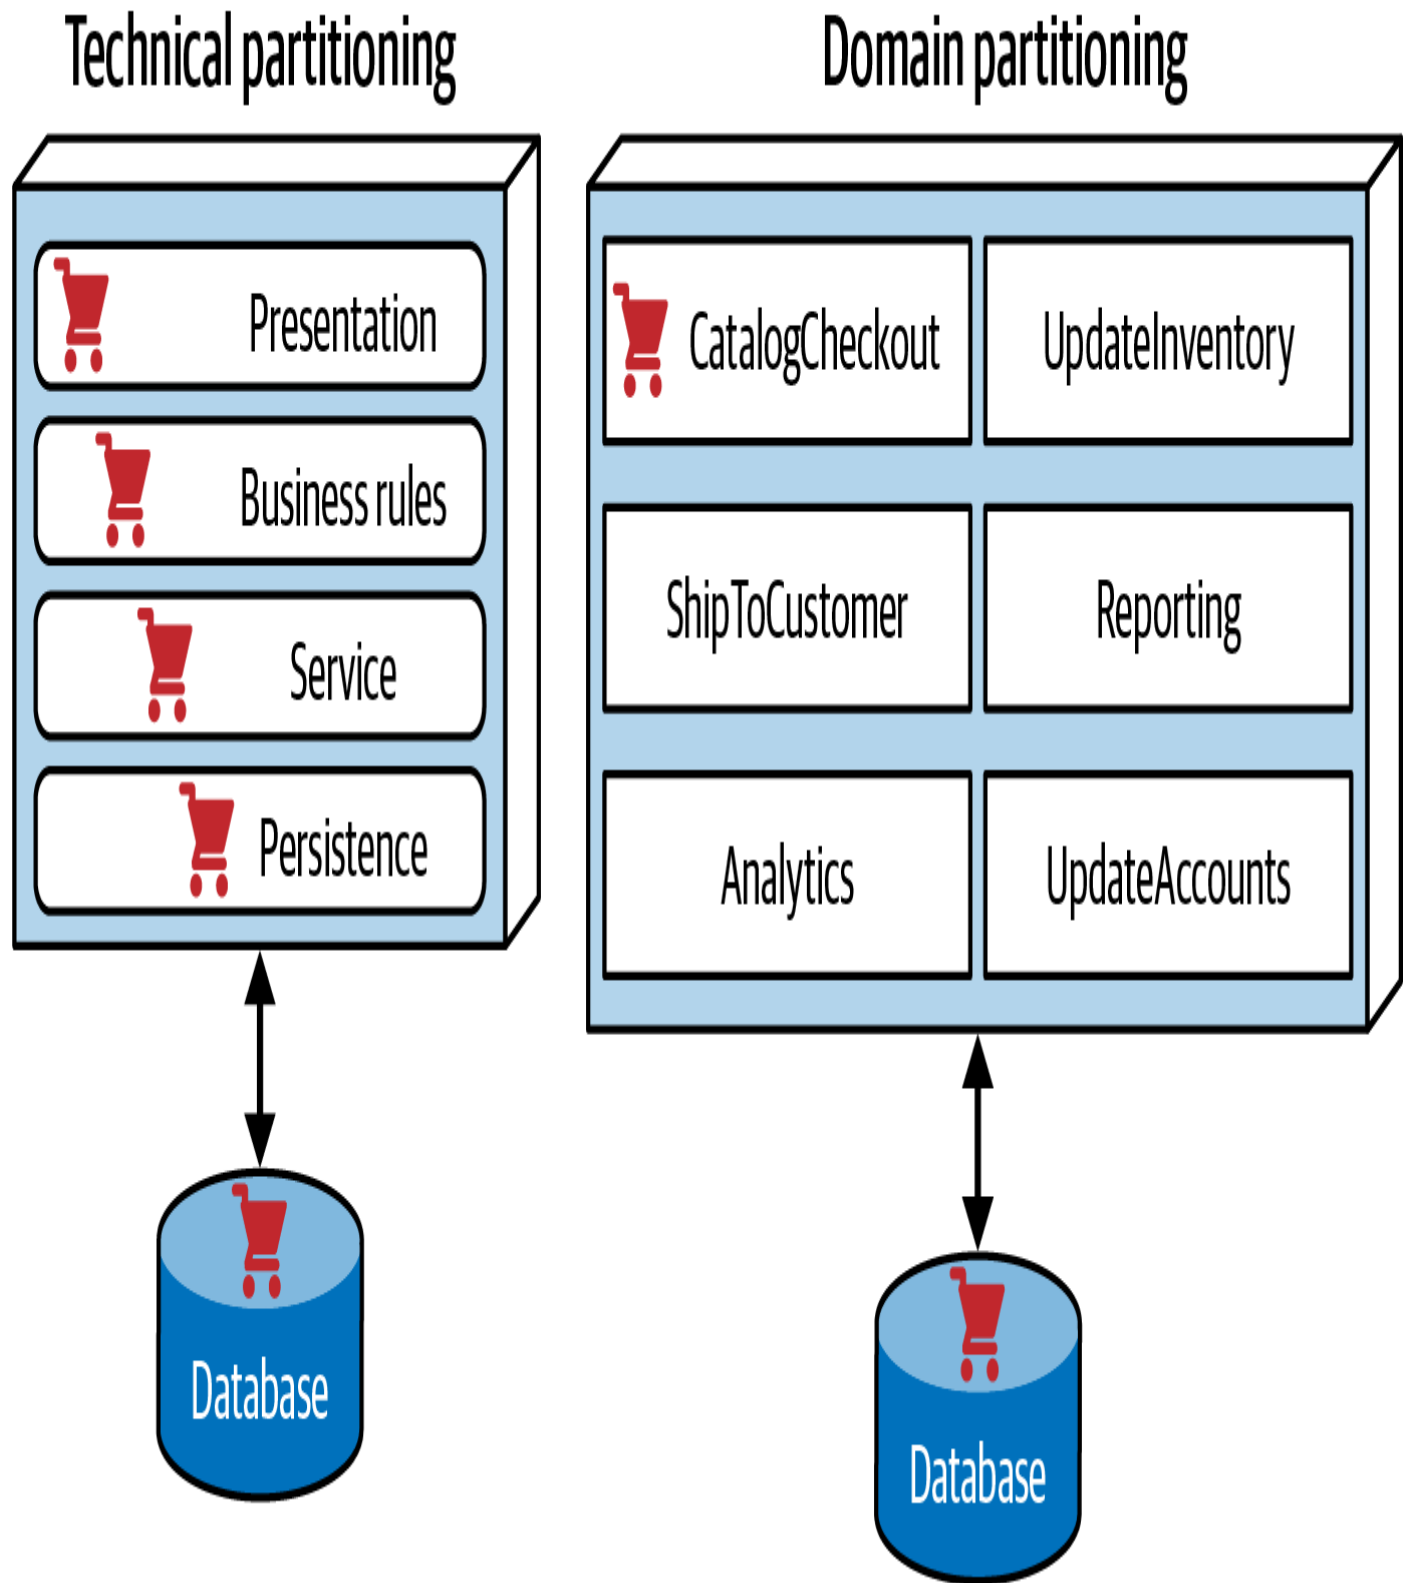 Technical partitioning
Presentation
Business rules
Service
Persistence
Database
Domain partitioning
CatalogCheckout
UpdateInventory
ShipToCustomer
Reporting
Analytics
UpdateAccounts
Database